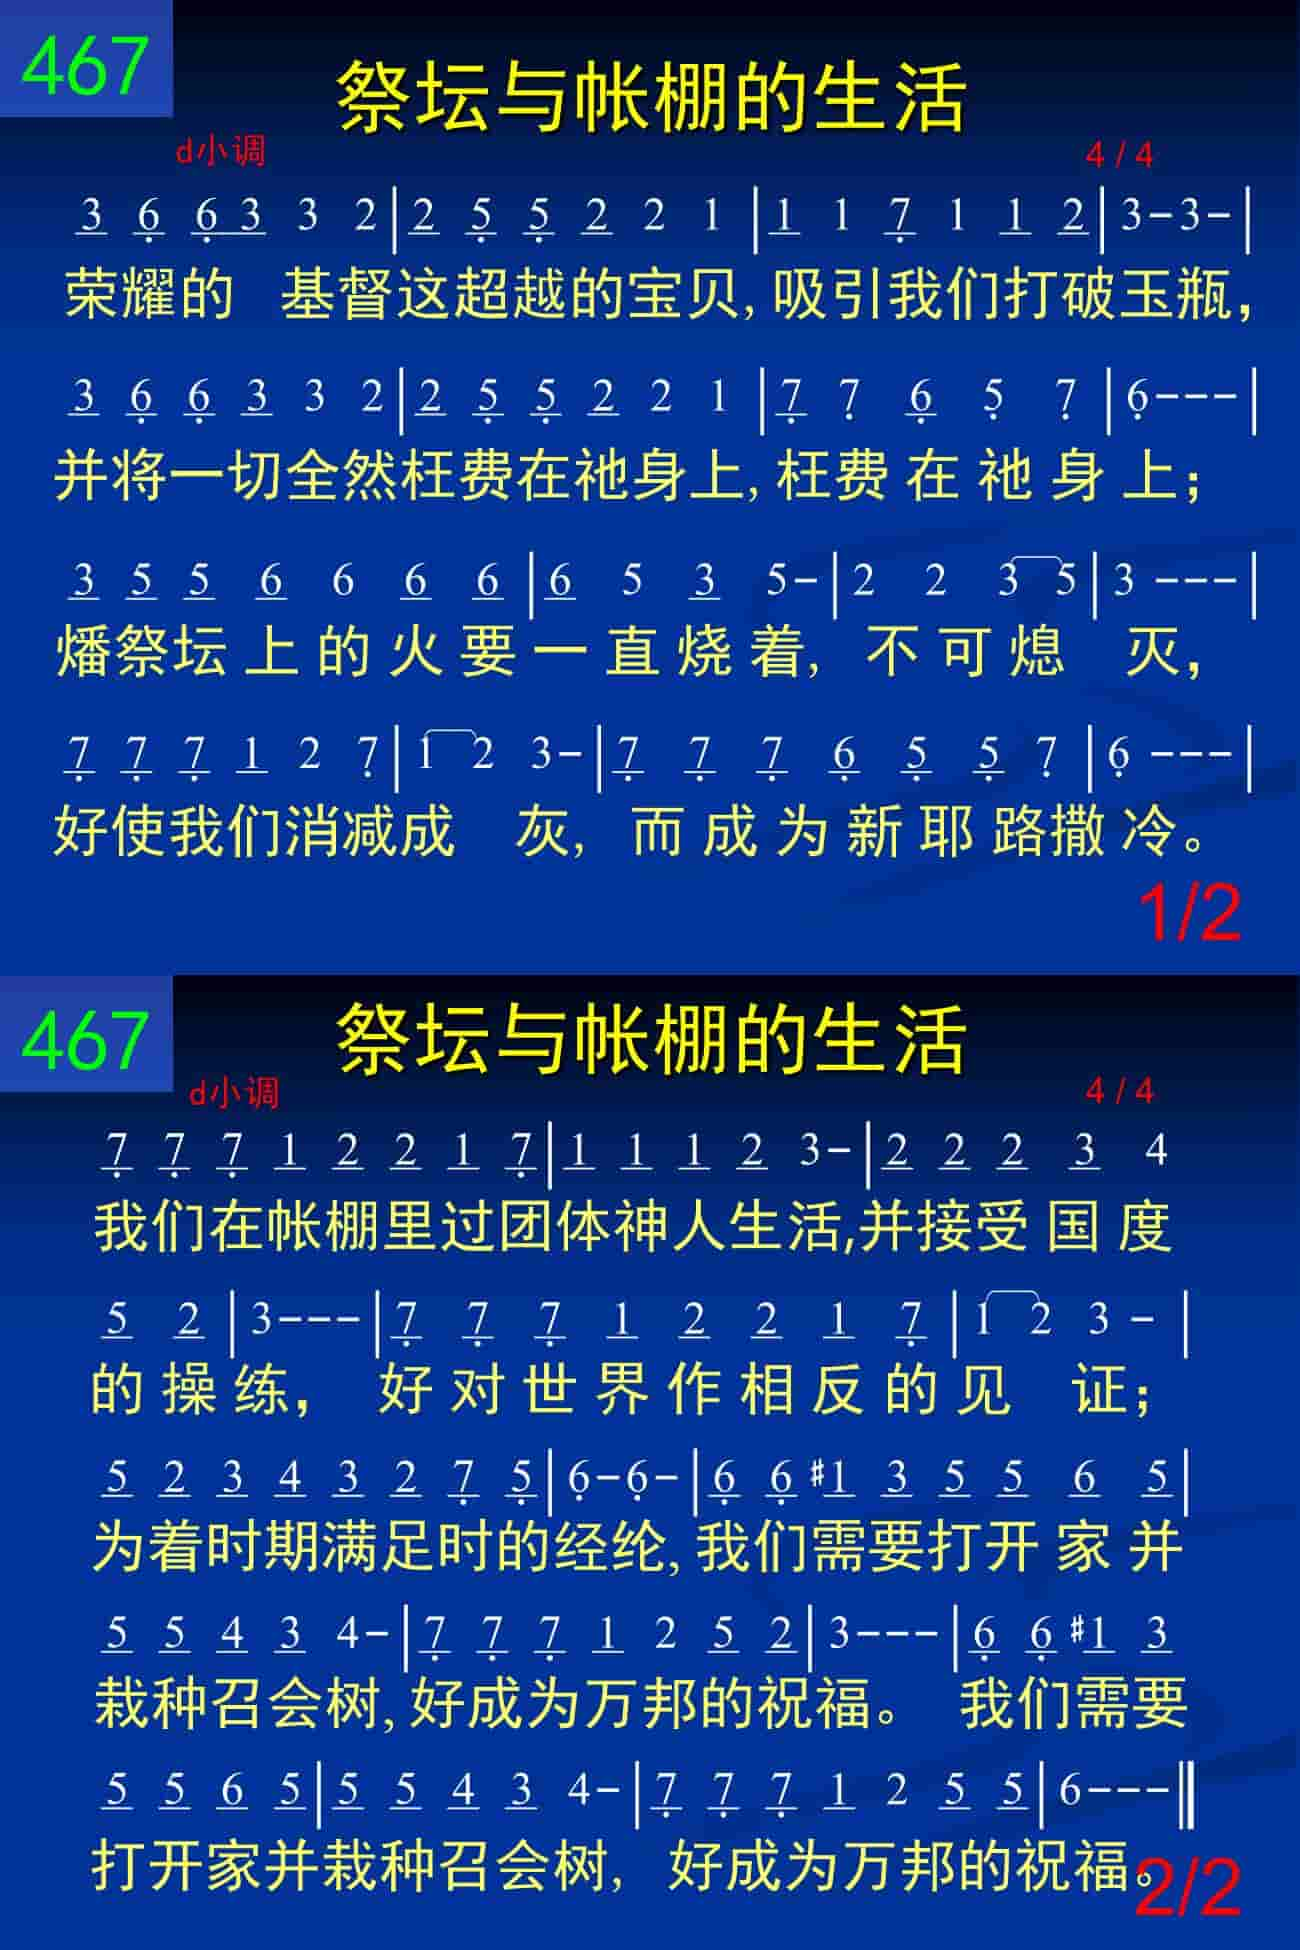 467
祭坛与帐棚的生活
d小调 4/4
3 6 6 3 3 2|2 5 5 2 2 1|1 1 7 1 1 2|3-3-|
荣耀的 基督这超越的宝贝,吸引我们打破玉瓶,
3 6 6 3 3 2|2 5 5 2 2 1|7 7 6 5 7|6---|
并将一切全然枉费在祂身上,枉费在祂身上;
3 5 5 6 6 6 6|6 5 3 5-|2 2 3 5|3---|
燔祭坛上的火要一直烧着, 不可熄 灭,
7 7 7 1 2 7|1 2 3-|7 7 7 6 5 5 7|6---|
好使我们消减成 灰, 而成为新耶路撒冷。
1/2
467
祭坛与帐棚的生活
d小调 4/4
7 7 7 1 2 2 1 7|1 1 1 2 3-|2 2 2 3 4
我们在帐棚里过团体神人生活,并接受国度
5 2|3---|7 7 7 1 2 2 1 7|1 2 3-|
的操练, 好对世界作相反的见 证;
5 2 3 4 3 2 7 5|6-6-|6 6 #1 3 5 5 6 5|
为着时期满足时的经纶,我们需要打开家并
5 5 4 3 4-|7 7 7 1 2 5 2|3---|6 6 #1 3
栽种召会树,好成为万邦的祝福。 我们需要
5 5 6 5|5 5 4 3 4-|7 7 7 1 2 5 5|6---‖
打开家并栽种召会树, 好成为万邦的祝福。
2/2